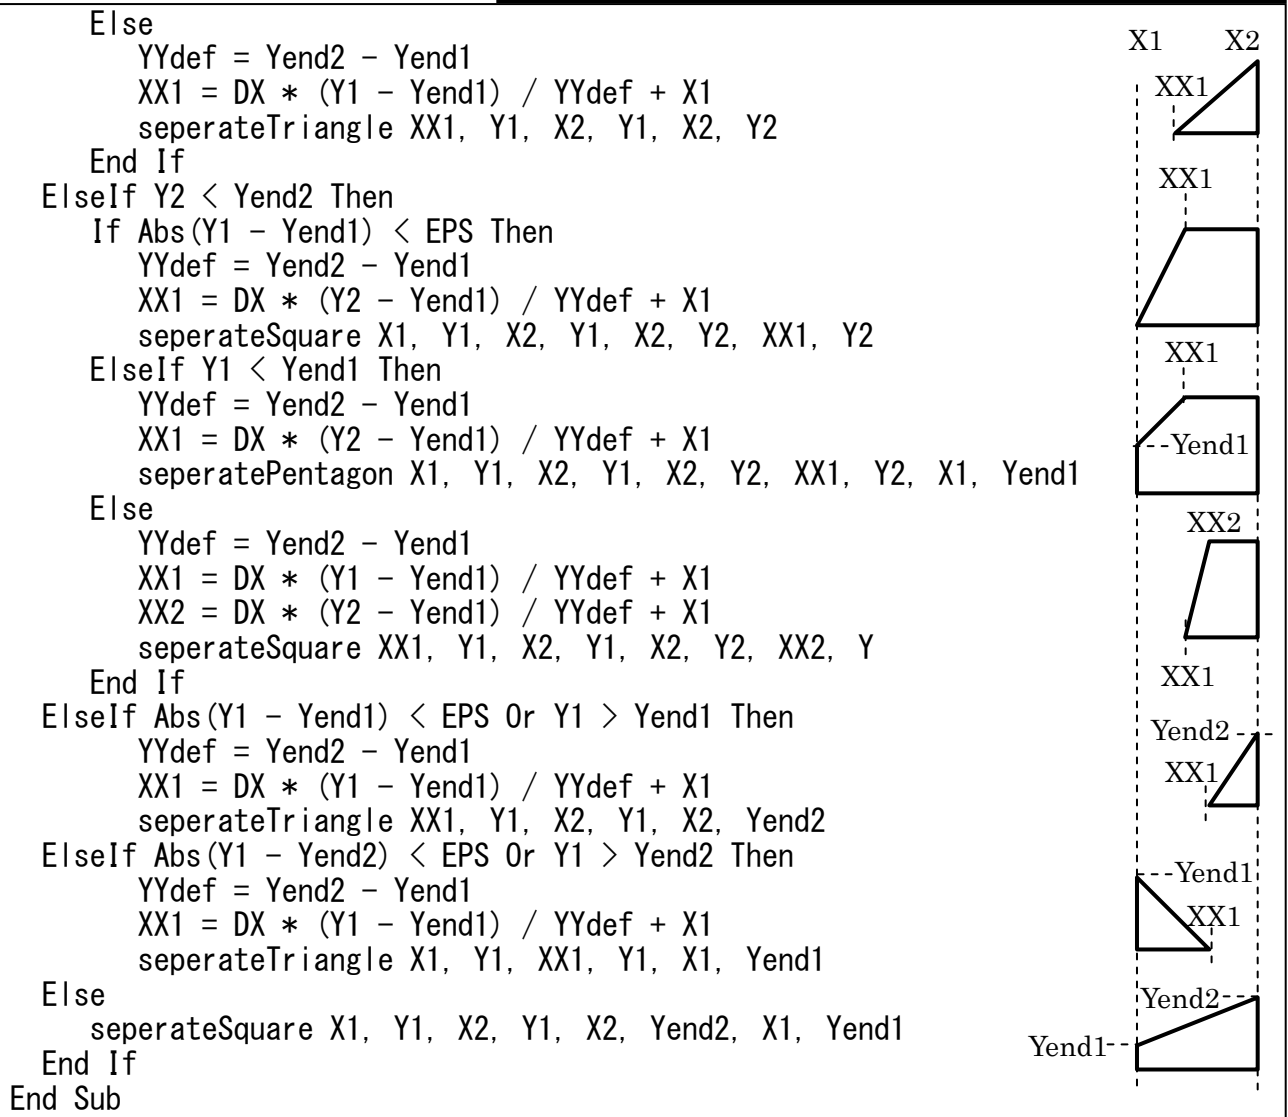 Else
YYdef = Yend2 - Yend1
XX1 = DX * (Y1 - Yend1) / YYdef + X1
seperateTriangle XX1, Y1, X2, Y1, X2, Y2
End If
ElseIf Y2 < Yend2 Then
If Abs(Y1 - Yend1) < EPS Then
YYdef = Yend2 - Yend1
XX1 = DX * (Y2 - Yend1) / YYdef + X1
seperateSquare X1, Y1, X2, Y1, X2, Y2, XX1, Y2
ElseIf Y1 < Yend1 Then
YYdef = Yend2 - Yend1
XX1 = DX * (Y2 - Yend1) / YYdef + X1
seperatePentagon X1, Y1, X2, Y1, X2, Y2, XX1, Y2, X1, Yend1
Else
YYdef = Yend2 - Yend1
XX1 = DX * (Y1 - Yend1) / YYdef + X1
XX2 = DX * (Y2 - Yend1) / YYdef + X1
seperateSquare XX1, Y1, X2, Y1, X2, Y2, XX2, Y
End If
ElseIf Abs(Y1 - Yend1) < EPS Or Y1 > Yend1 Then
YYdef = Yend2 - Yend1
XX1 = DX * (Y1 - Yend1) / YYdef + X1
seperateTriangle XX1, Y1, X2, Y1, X2, Yend2
ElseIf Abs(Y1 - Yend2) < EPS Or Y1 > Yend2 Then
YYdef = Yend2 - Yend1
XX1 = DX * (Y1 - Yend1) / YYdef + X1
seperateTriangle X1, Y1, XX1, Y1, X1, Yend1
Else
seperateSquare X1, Y1, X2, Y1, X2, Yend2, X1, Yend1
End If
End Sub
X1 X2
XX1
XX1
XX1
Yend1
XX2
XX1
Yend2
XX1
Yend1
XX1
Yend2
Yend1